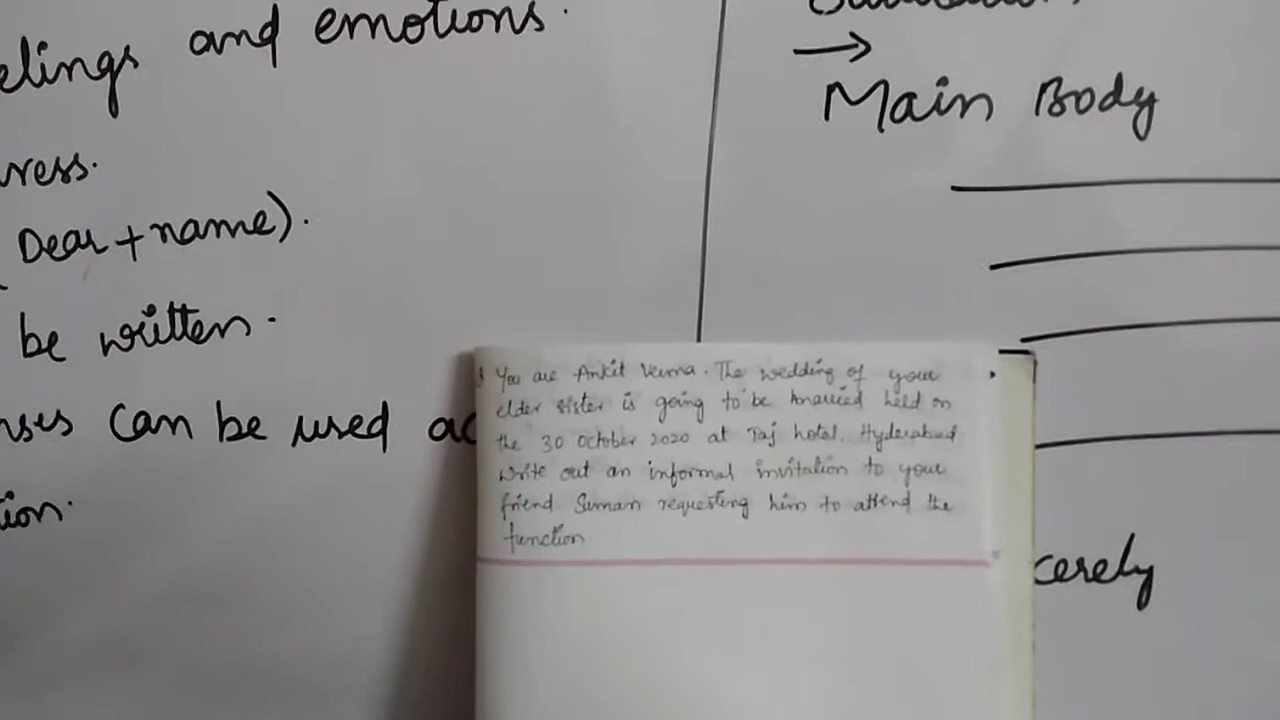 elings and emotions.
ress.
Dear + name).
be written.
nses can be used ac
tion.
→
Main Body
cerely
You are Ankit Verma. The wedding of your
elder sister is going to be married held on
the 30 October 2020 at Taj hotel, Hyderabad
Write out an informal invitation to your
friend Suman requesting him to attend the
function